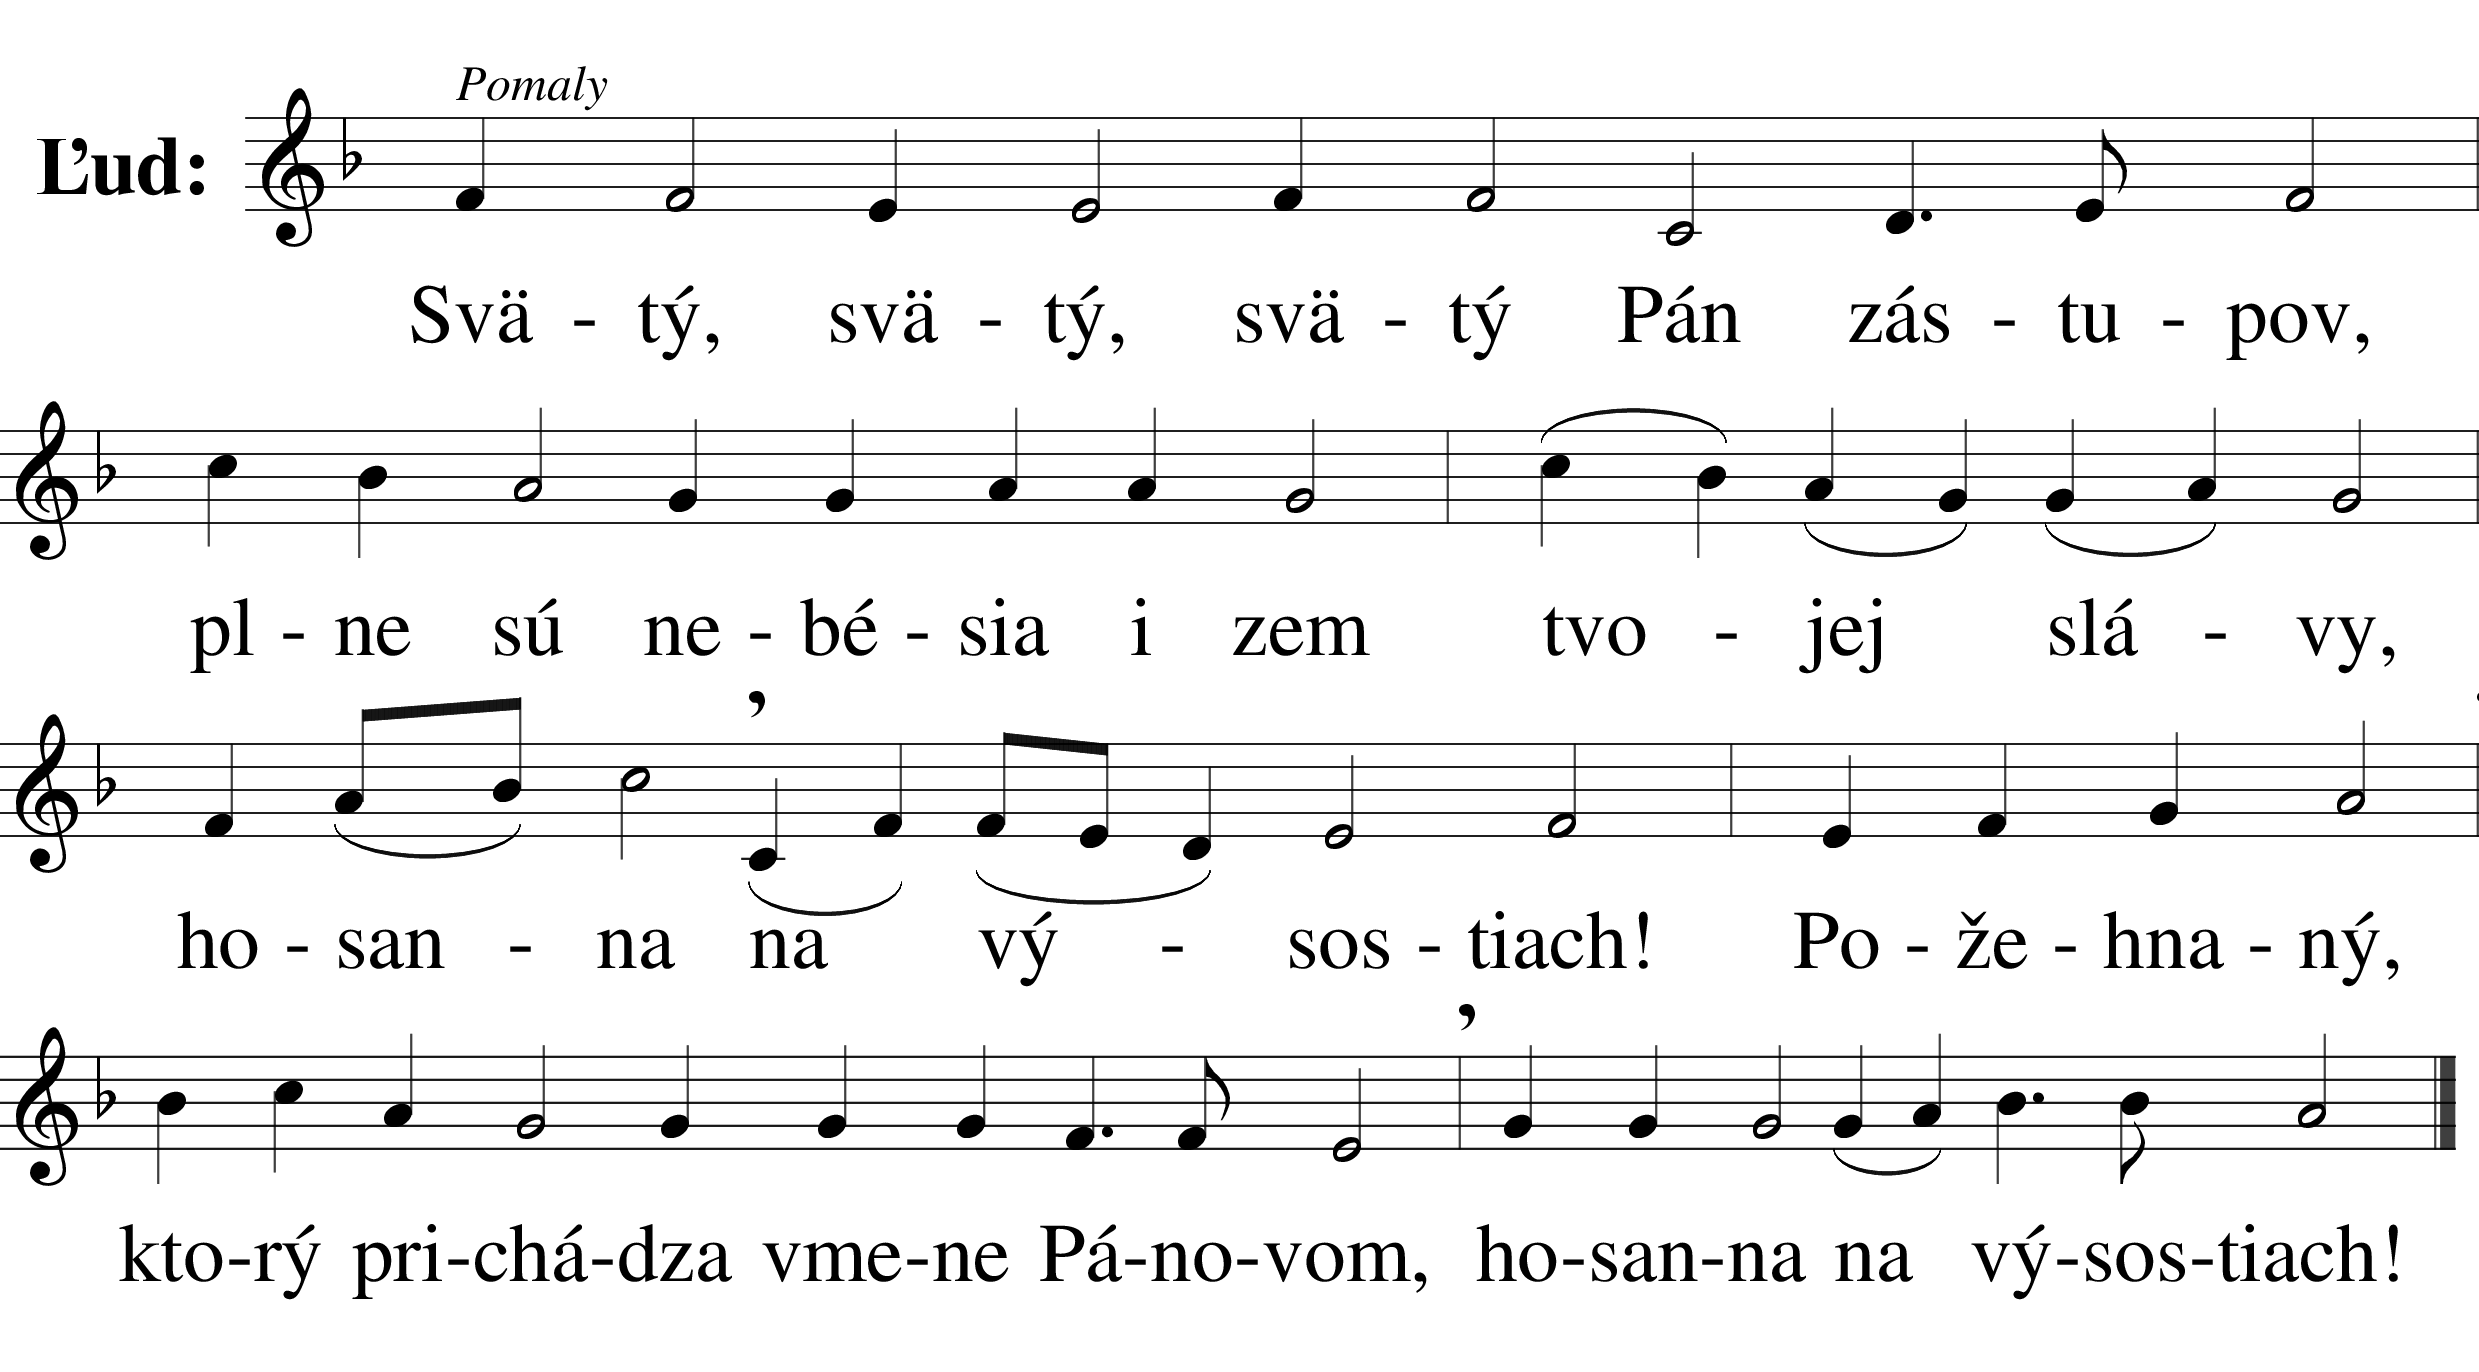 Pomaly
Ľud:
Svä - tý, svä - tý, svä - tý Pán zás - tu - pov,
pl - ne sú ne - bé - sia i zem tvo - jej slá - vy,
ho - san - na na vý - sos - tiach! Po - že - hna - ný,
kto-rý pri-chá-dza vme-ne Pá-no-vom, ho-san-na na vý-sos-tiach!